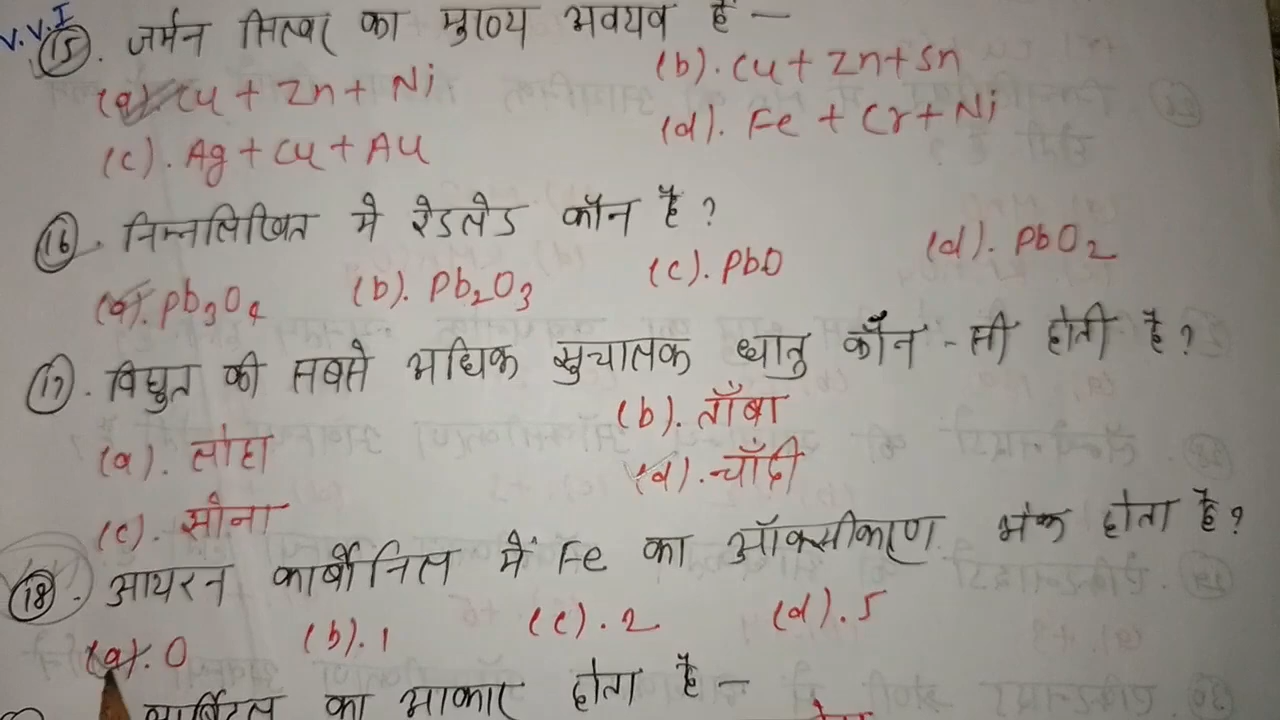 V.V.I
(15). जर्मन सिल्वर का मुख्य अवयव हैं —
(a). Cu + Zn + Ni (b). Cu + Zn + Sn
(c). Ag + Cu + Au (d). Fe + Cr + Ni
(16). निम्नलिखित मे रेडलेड कौन है ?
(a). Pb3O4 (b). Pb2O3 (c). PbO (d). PbO2
(17). विद्युत की सबसे अधिक सुचालक धातु कौन - सी होती है ?
(a). लोहा (b). ताँबा
(c). सोना (d). चाँदी
(18). आयरन कार्बोनिल में Fe का ऑक्सीकरण अंक होता है ?
(a). 0 (b). 1 (c). 2 (d). 5
का आकार होता है —